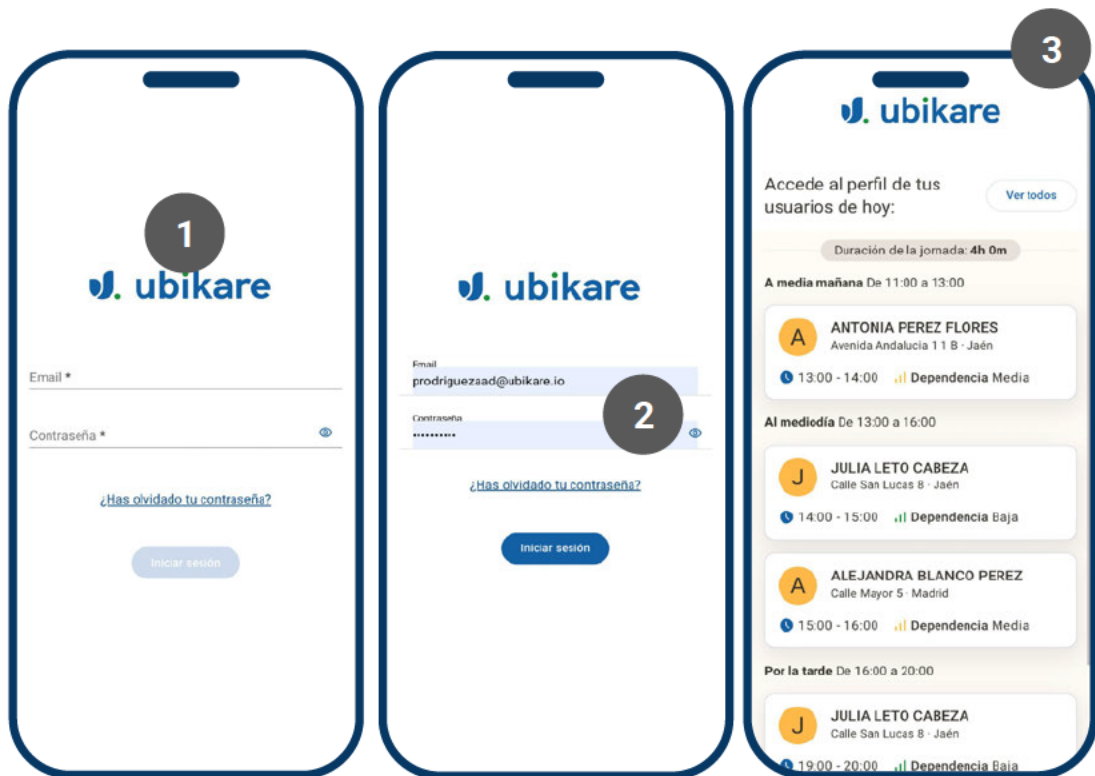 1
ubikare
Email *
Contraseña *
¿Has olvidado tu contraseña?
Iniciar sesión
ubikare
Email
prodriguezaad@ubikare.io
Contraseña
••••••••••
2
¿Has olvidado tu contraseña?
Iniciar sesión
3
ubikare
Accede al perfil de tus
usuarios de hoy:
Ver todos
Duración de la jornada: 4h 0m
A media mañana De 11:00 a 13:00
A
ANTONIA PEREZ FLORES
Avenida Andalucia 1 1 B · Jaén
13:00 - 14:00 Dependencia Media
Al mediodía De 13:00 a 16:00
J
JULIA LETO CABEZA
Calle San Lucas 8 · Jaén
14:00 - 15:00 Dependencia Baja
A
ALEJANDRA BLANCO PEREZ
Calle Mayor 5 · Madrid
15:00 - 16:00 Dependencia Media
Por la tarde De 16:00 a 20:00
J
JULIA LETO CABEZA
Calle San Lucas 8 · Jaén
19:00 - 20:00 Dependencia Baja